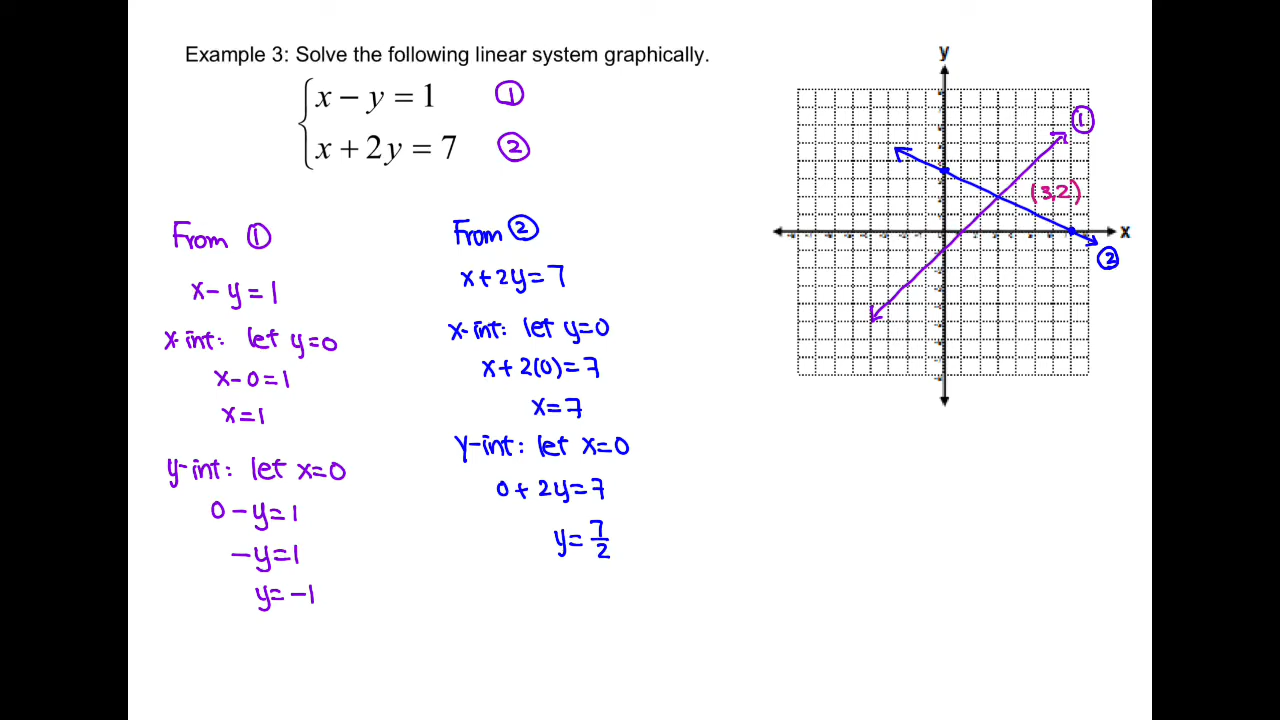 Example 3: Solve the following linear system graphically.
x − y = 1 ①
x + 2y = 7 ②
From ①
x − y = 1
x-int: let y=0
x − 0 = 1
x = 1
y-int: let x=0
0 − y = 1
− y = 1
y = −1
From ②
x + 2y = 7
x-int: let y=0
x + 2(0) = 7
x = 7
y-int: let x=0
0 + 2y = 7
y = 7/2
y
①
(3,2)
x
②